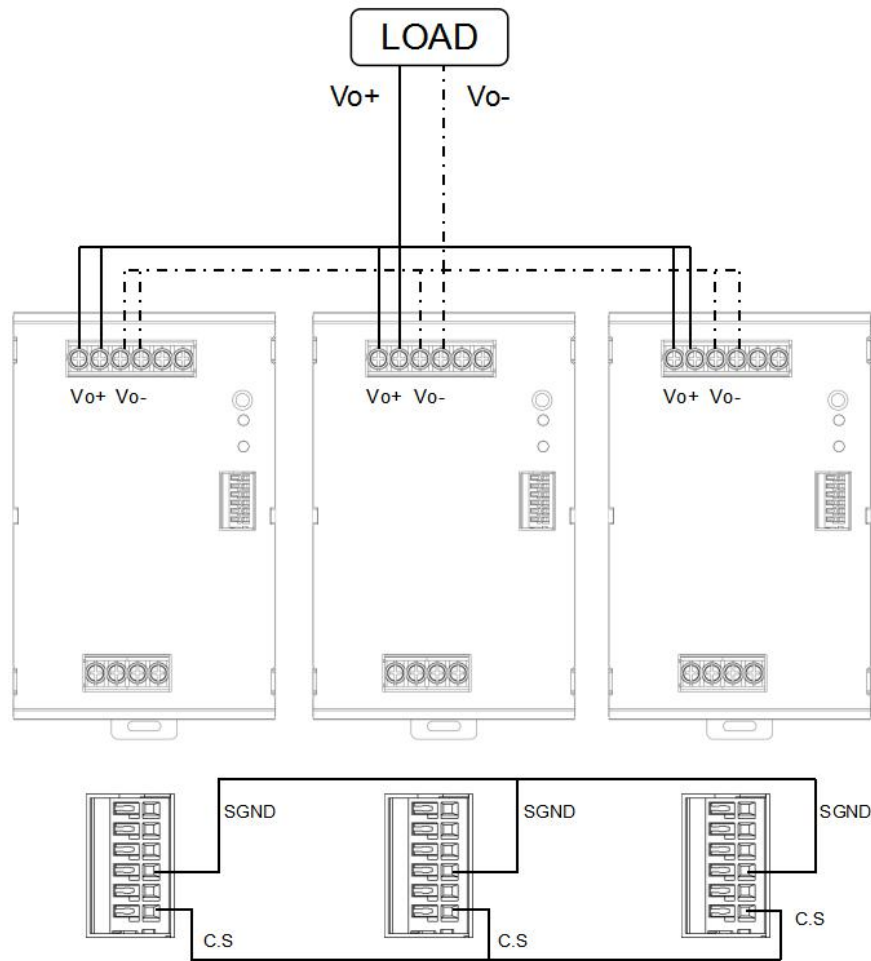 LOAD
Vo+ Vo-
Vo+ Vo- Vo+ Vo- Vo+ Vo-
SGND SGND SGND
C.S C.S C.S